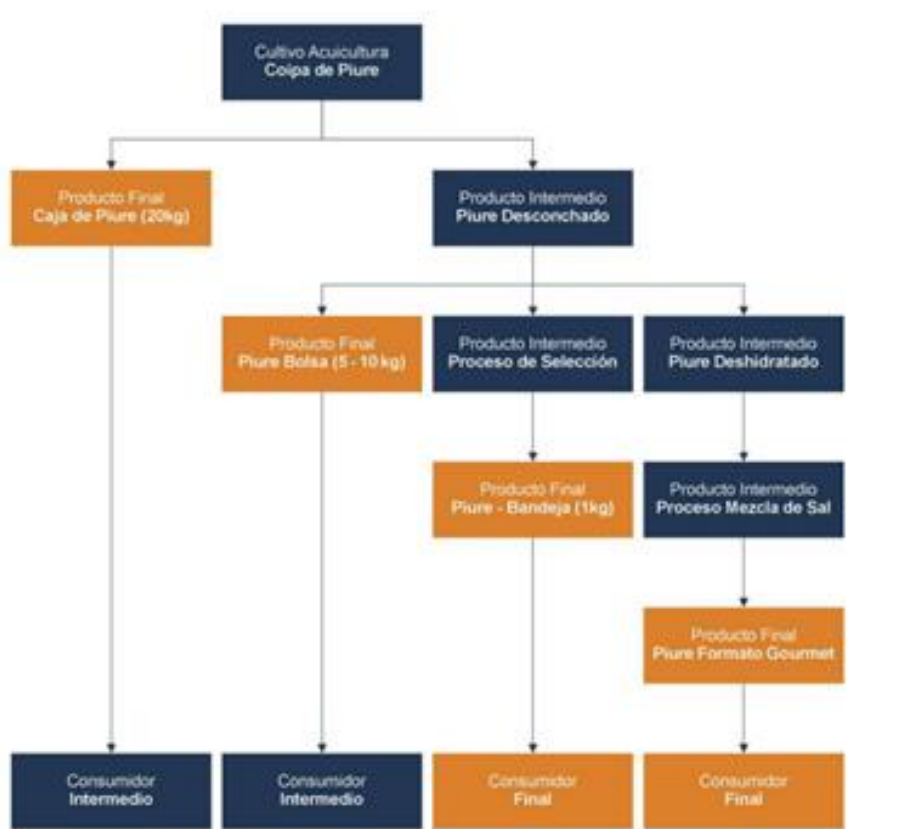 Cultivo Acuicultura
Coipa de Piure
Producto Final
Caja de Piure (20kg)
Producto Intermedio
Piure Desconchado
Producto Final
Piure Bolsa (5 - 10 kg)
Producto Intermedio
Proceso de Selección
Producto Intermedio
Piure Deshidratado
Producto Final
Piure - Bandeja (1kg)
Producto Intermedio
Proceso Mezcla de Sal
Producto Final
Piure Formato Gourmet
Consumidor
Intermedio
Consumidor
Intermedio
Consumidor
Final
Consumidor
Final